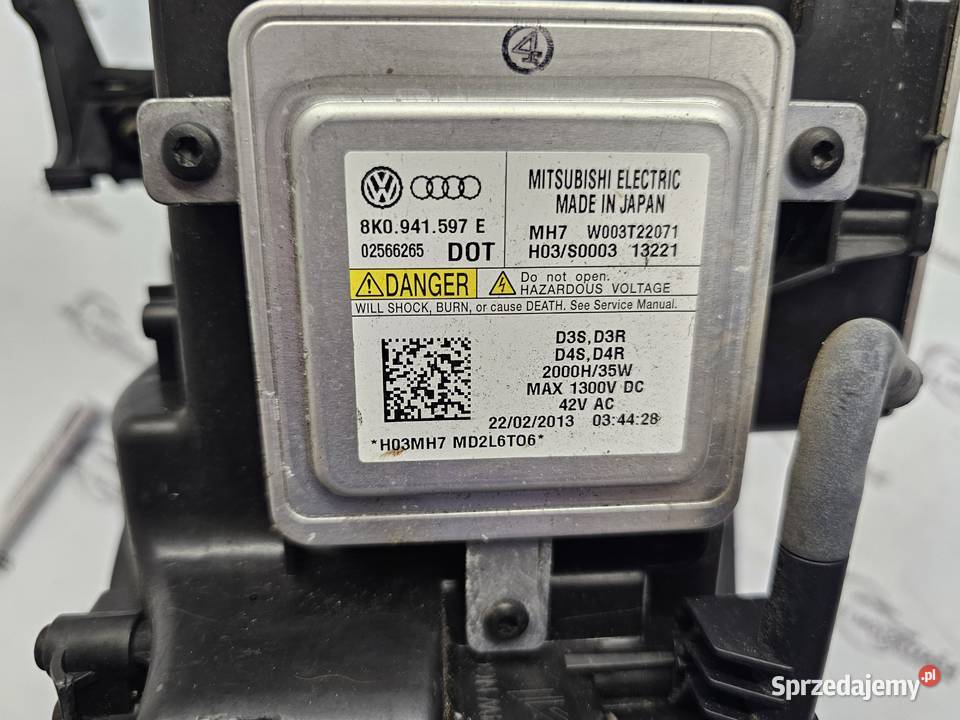 4
8K0.941.597 E
02566265 DOT
MITSUBISHI ELECTRIC
MADE IN JAPAN
MH7 W003T22071
H03/S0003 13221
DANGER
Do not open.
HAZARDOUS VOLTAGE
WILL SHOCK, BURN, or cause DEATH. See Service Manual.
D3S, D3R
D4S, D4R
2000H/35W
MAX 1300V DC
42V AC
22/02/2013 03:44:28
*H03MH7 MD2L6T06*
Sprzedajemy.pl